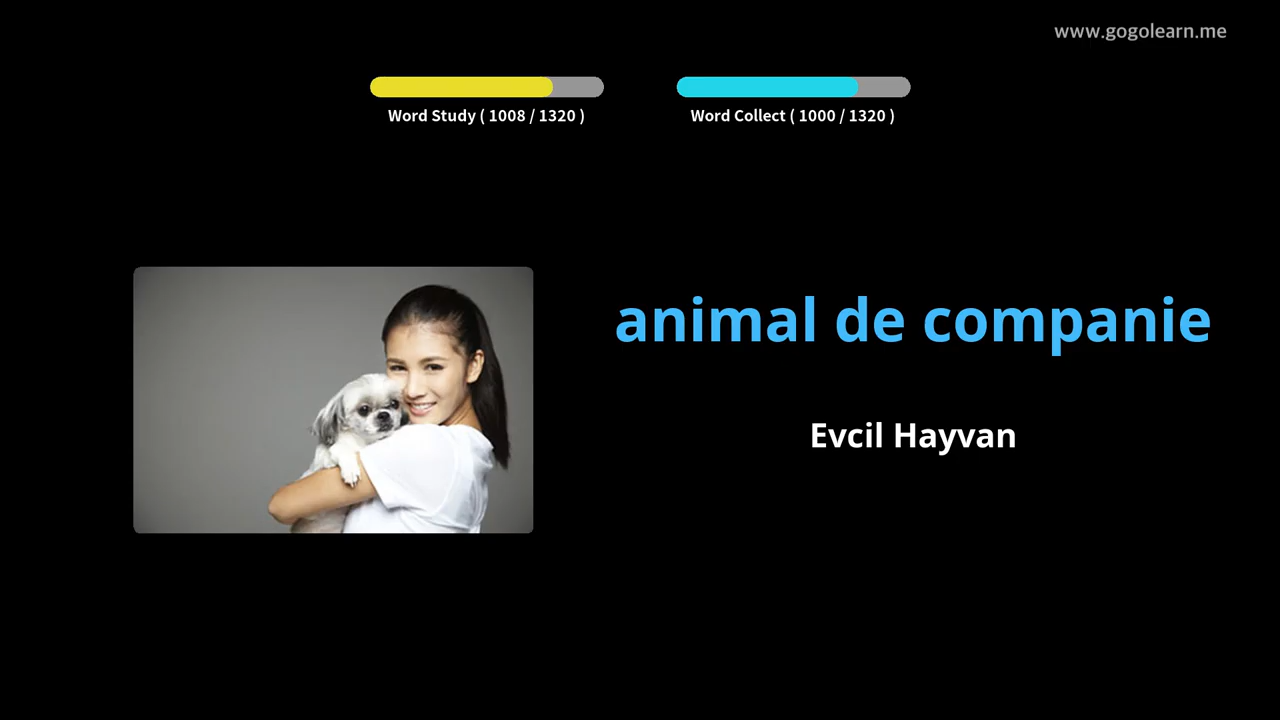 www.gogolearn.me
Word Study ( 1008 / 1320 )
Word Collect ( 1000 / 1320 )
animal de companie
Evcil Hayvan